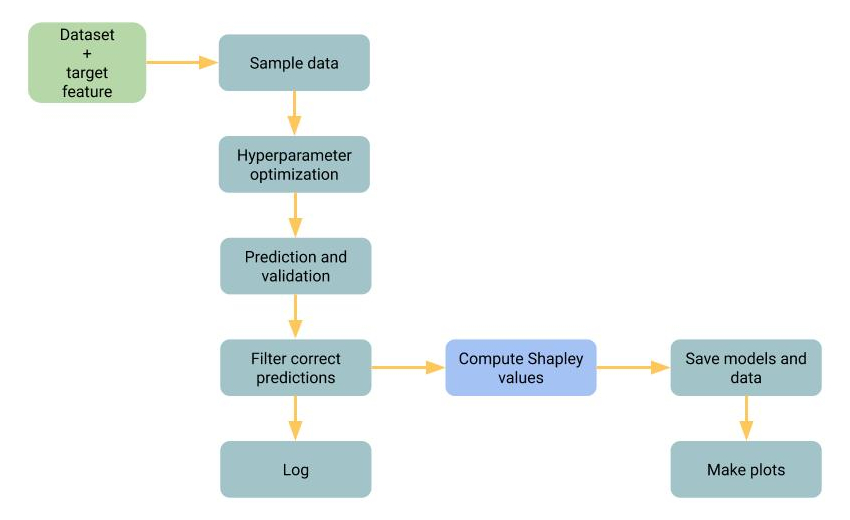 Dataset
+
target
feature
Sample data
Hyperparameter
optimization
Prediction and
validation
Filter correct
predictions
Compute Shapley
values
Save models and
data
Log
Make plots